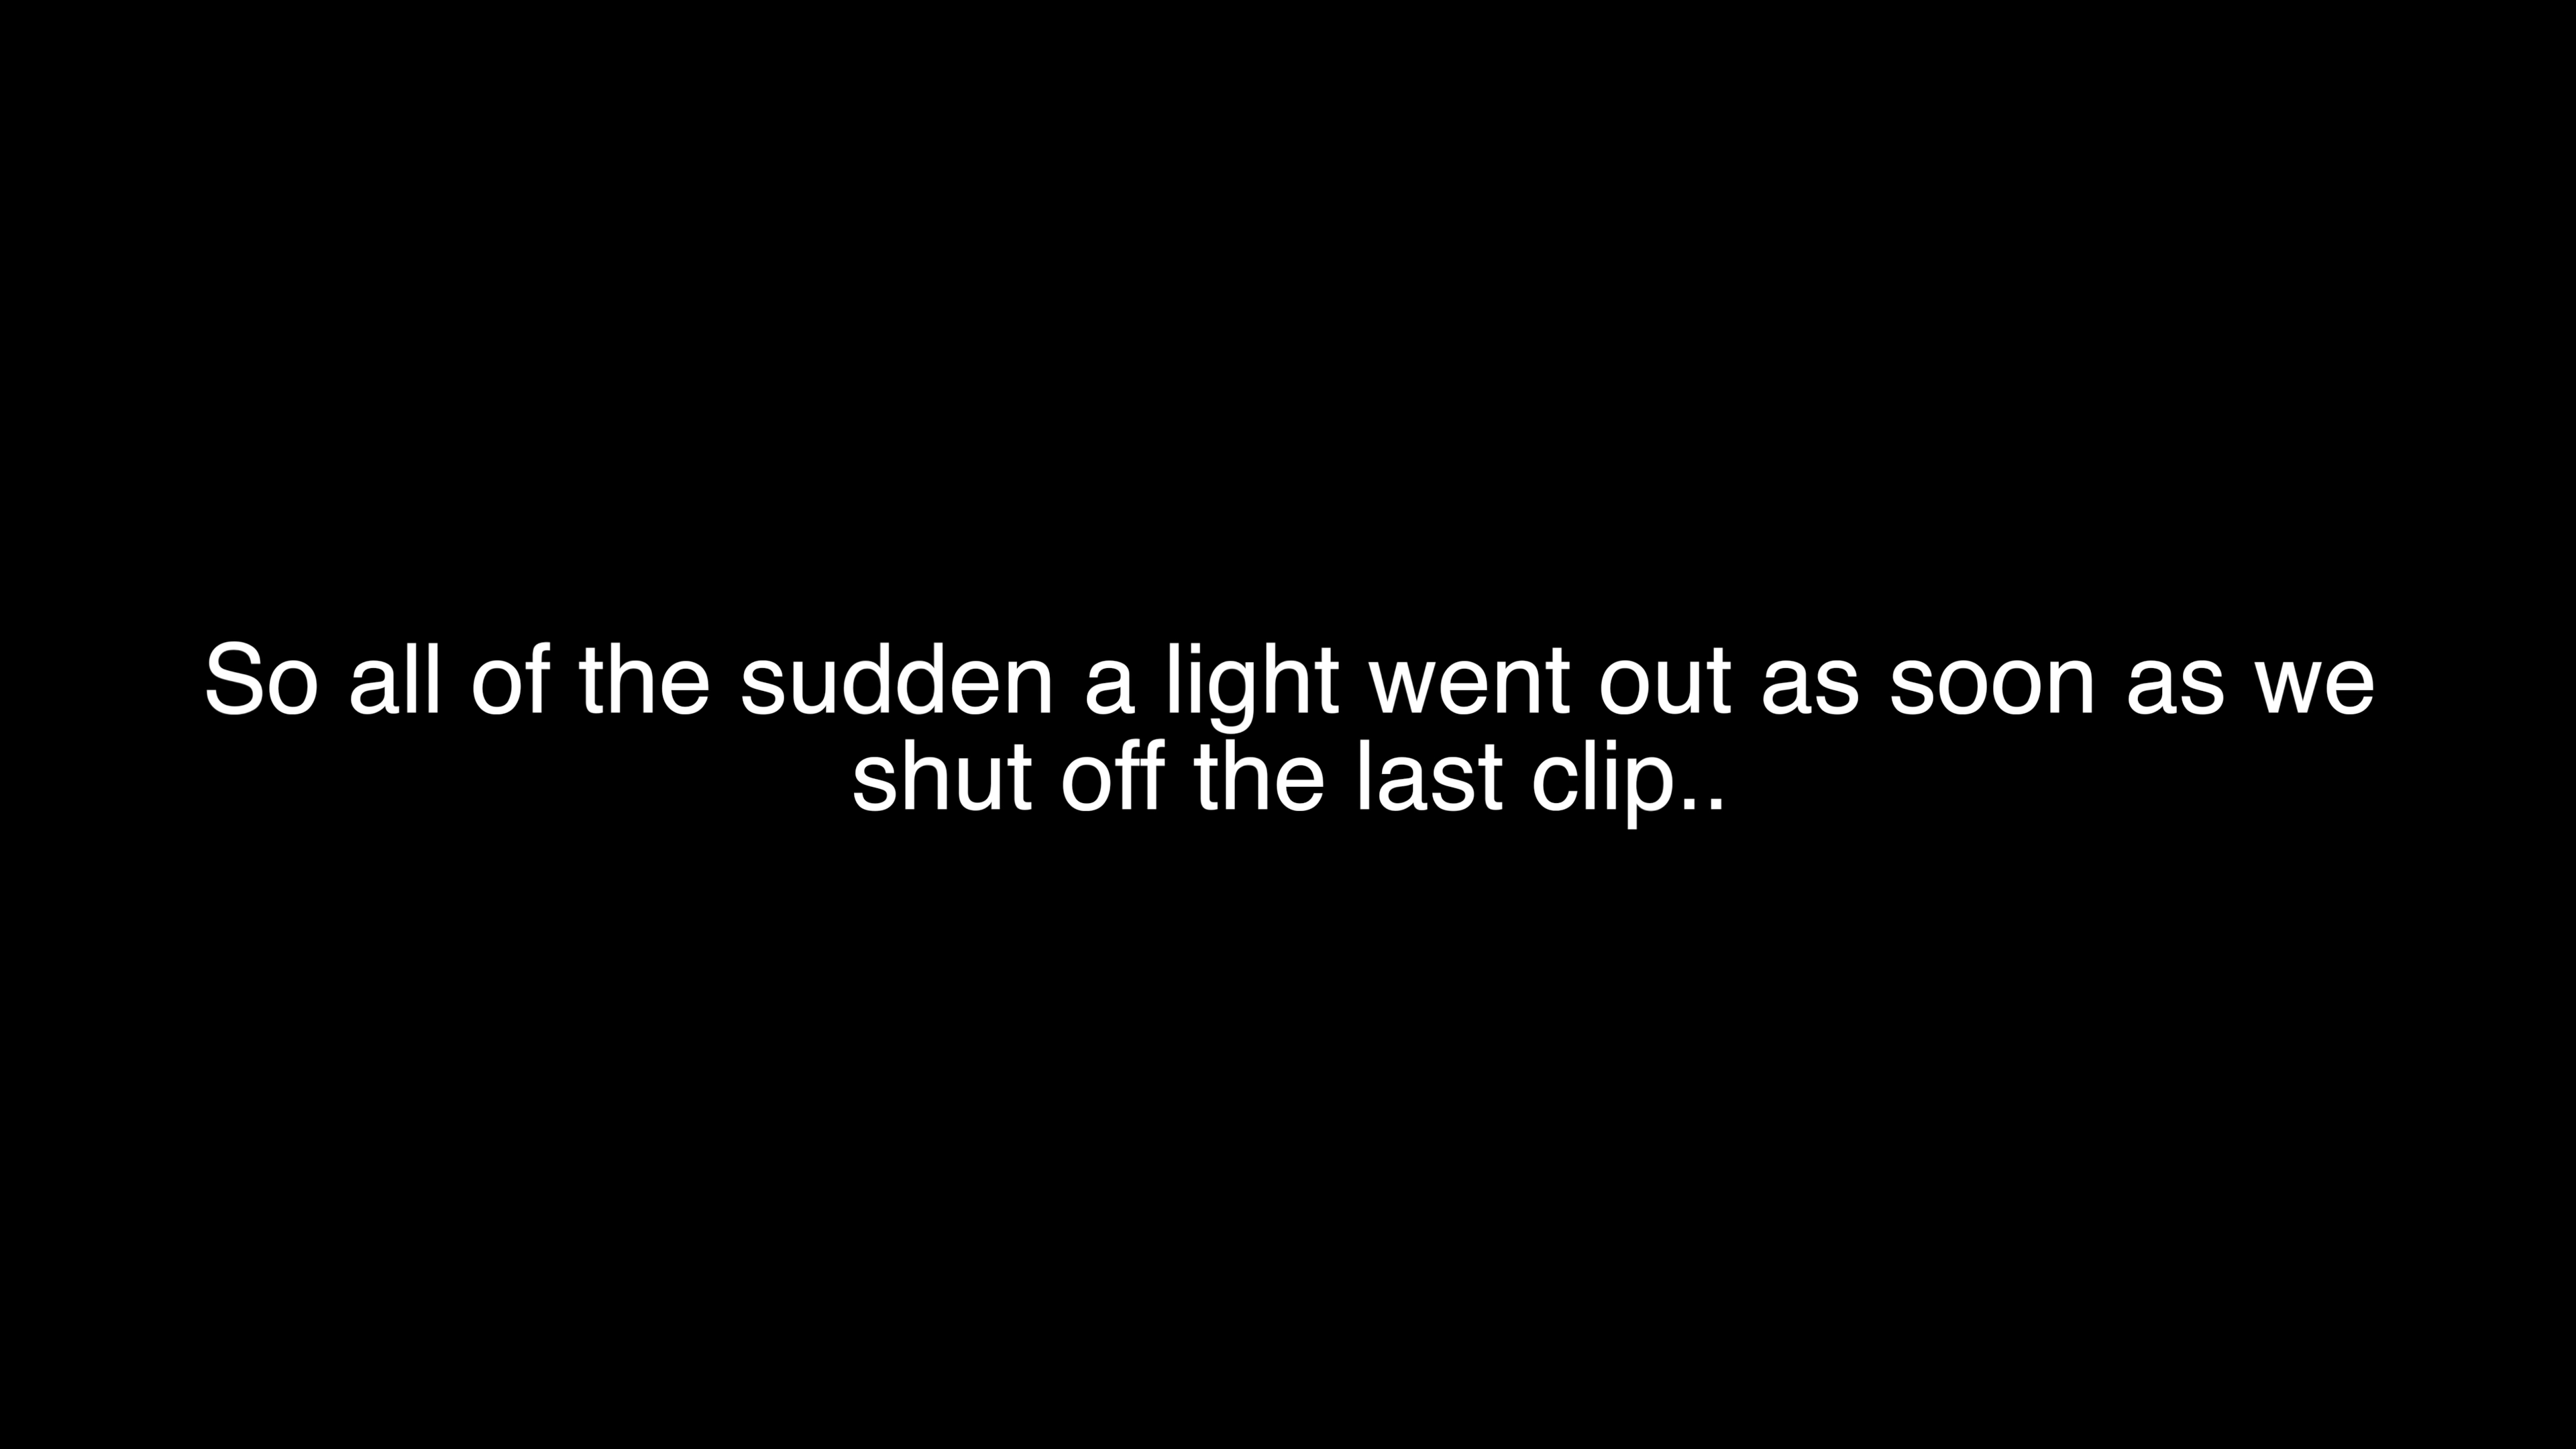 So all of the sudden a light went out as soon as we
shut off the last clip..